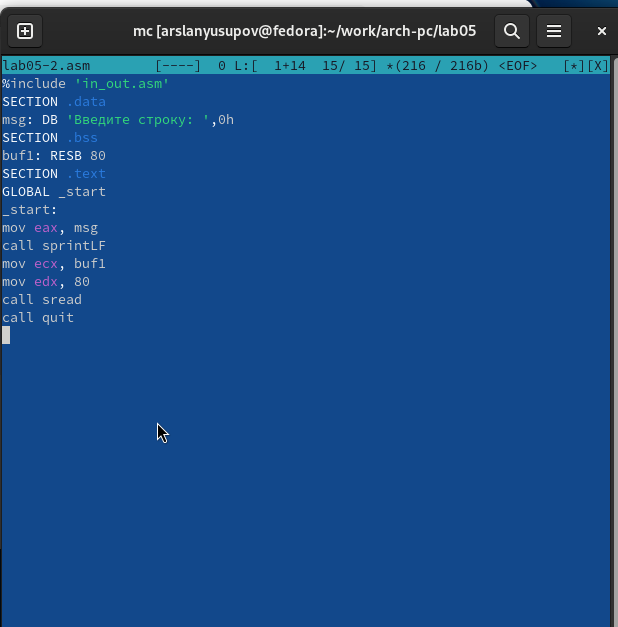 mc [arslanyusupov@fedora]:~/work/arch-pc/lab05
lab05-2.asm [----] 0 L:[ 1+14 15/ 15] *(216 / 216b) <EOF> [*][X]
%include 'in_out.asm'
SECTION .data
msg: DB 'Введите строку: ',0h
SECTION .bss
buf1: RESB 80
SECTION .text
GLOBAL _start
_start:
mov eax, msg
call sprintLF
mov ecx, buf1
mov edx, 80
call sread
call quit